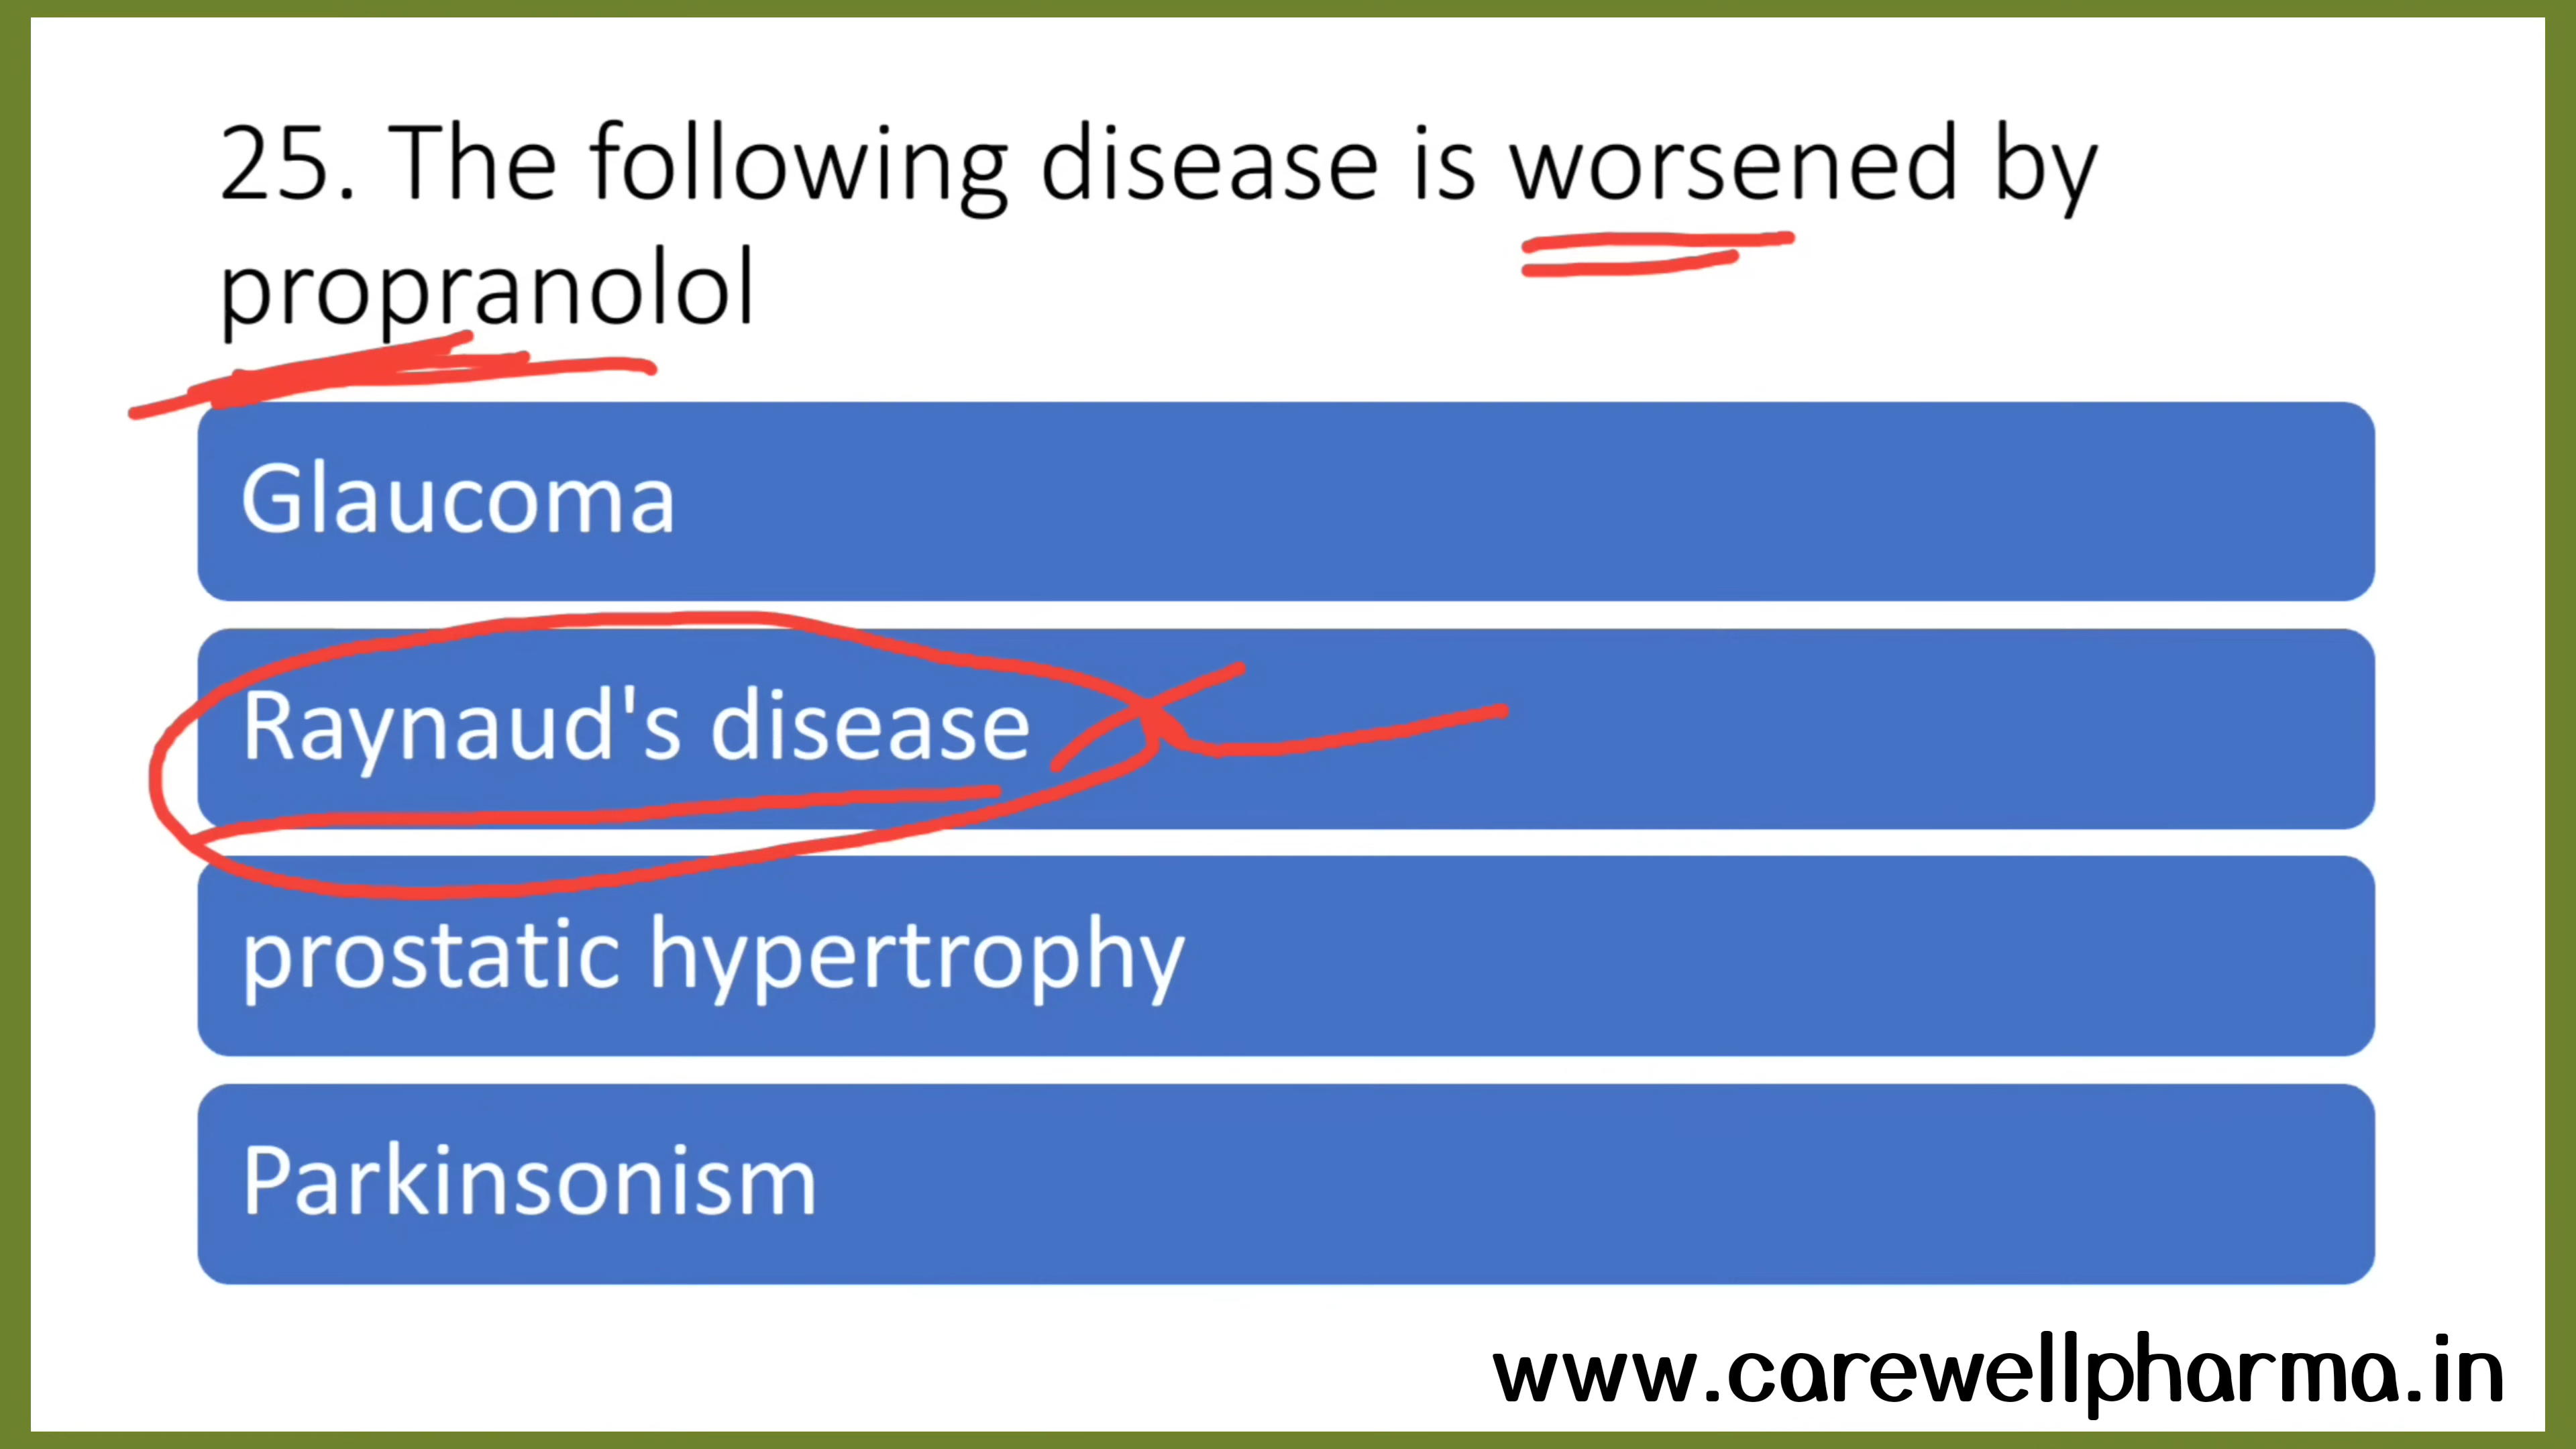 25. The following disease is worsened by
propranolol
Glaucoma
Raynaud's disease
prostatic hypertrophy
Parkinsonism
www.carewellpharma.in